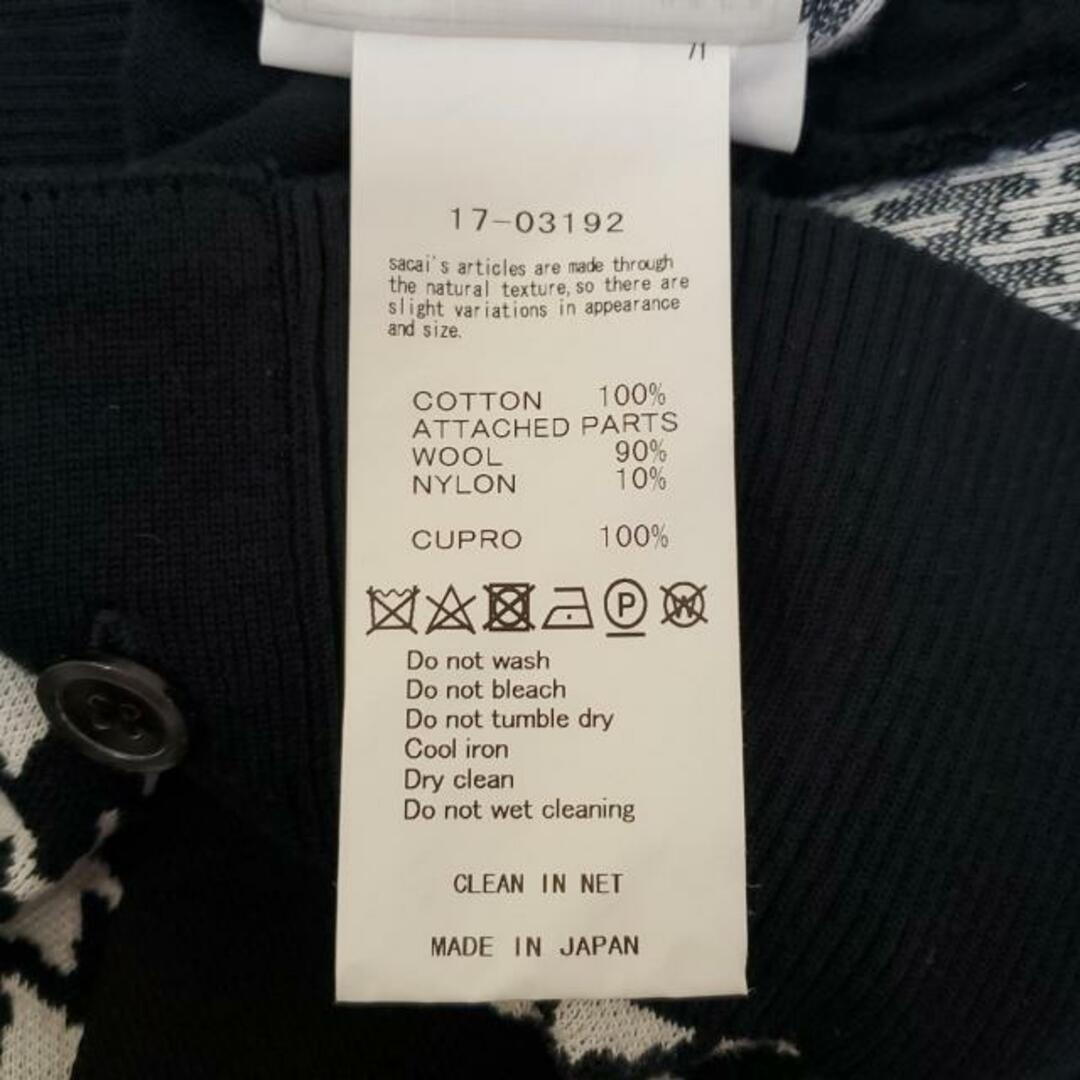 17-03192
sacai's articles are made through
the natural texture, so there are
slight variations in appearance
and size.
COTTON 100%
ATTACHED PARTS
WOOL 90%
NYLON 10%
CUPRO 100%
P W
Do not wash
Do not bleach
Do not tumble dry
Cool iron
Dry clean
Do not wet cleaning
CLEAN IN NET
MADE IN JAPAN